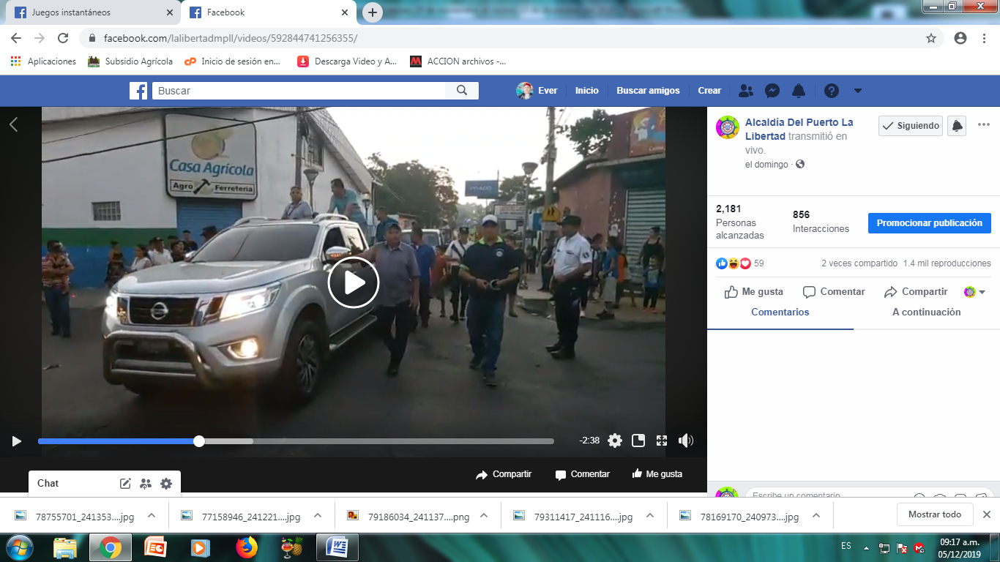 Juegos instantáneos
Facebook
facebook.com/lalibertadmpll/videos/592844741256355/
Aplicaciones
Subsidio Agrícola
Inicio de sesión en...
Descarga Video y A...
ACCION archivos -...
Buscar
Ever
Inicio
Buscar amigos
Crear
Casa Agrícola
Agro Ferretería
PRADO
Alcaldía Del Puerto La
Libertad transmitió en
vivo.
el domingo ·
Siguiendo
2,181
Personas
alcanzadas
856
Interacciones
Promocionar publicación
59
2 veces compartido 1.4 mil reproducciones
Me gusta
Comentar
Compartir
Comentarios
A continuación
-2:38
Compartir
Comentar
Me gusta
Chat
Escribe un comentario
78755701_241353....jpg
77158946_241221....jpg
79186034_241137....png
79311417_241116....jpg
78169170_240973....jpg
Mostrar todo
ES
09:17 a.m.
05/12/2019